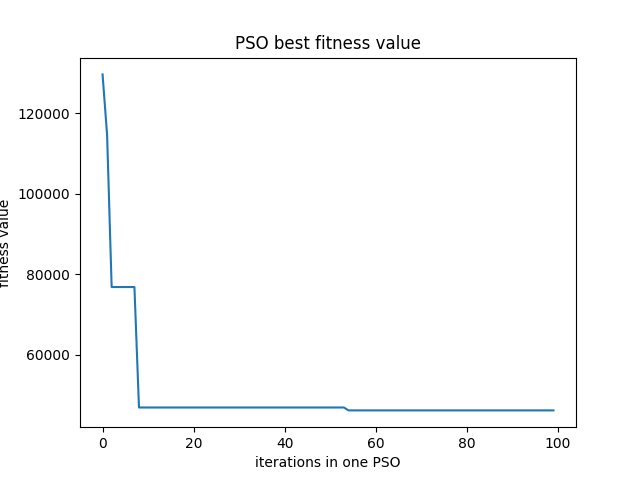 PSO best fitness value
120000
100000
80000
60000
fitness value
0 20 40 60 80 100
iterations in one PSO